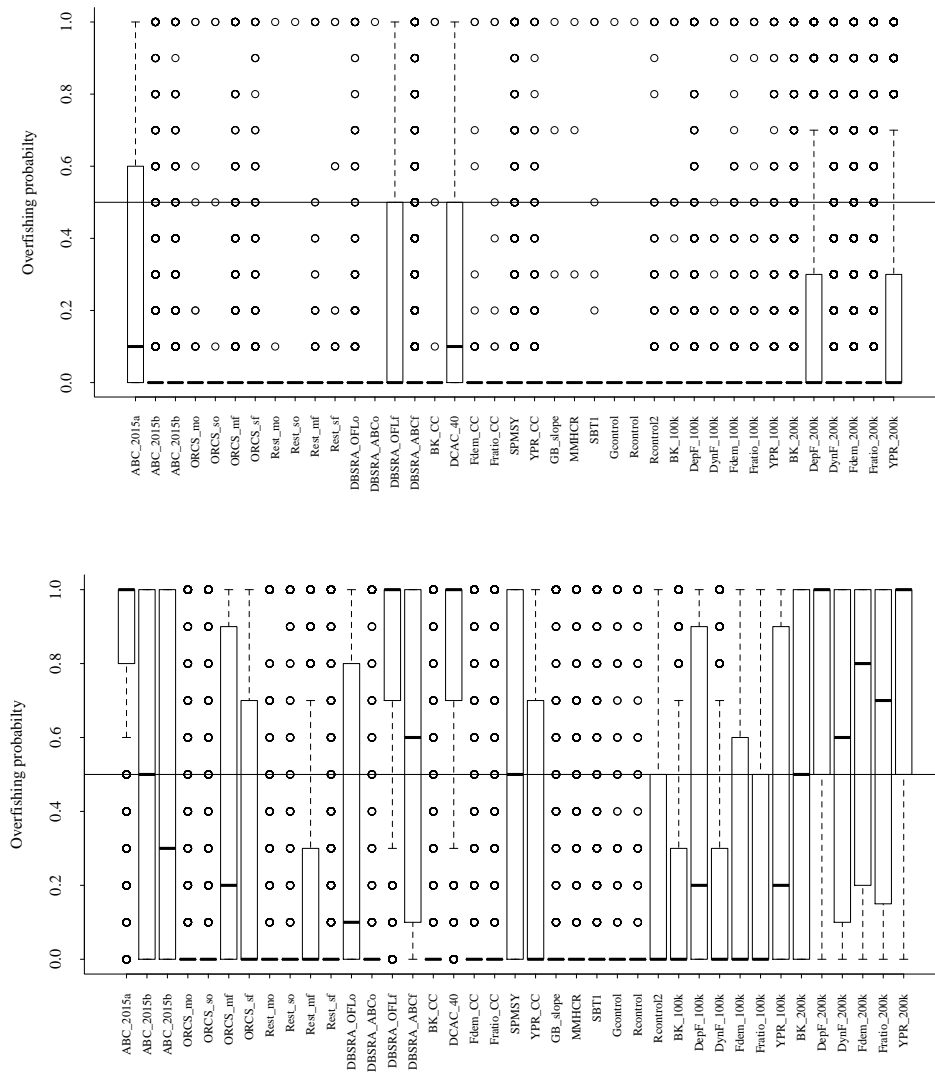 Overfishing probabilty
1.0
0.8
0.6
0.4
0.2
0.0
ABC_2015a
ABC_2015b
ABC_2015b
ORCS_mo
ORCS_so
ORCS_mf
ORCS_sf
Rest_mo
Rest_so
Rest_mf
Rest_sf
DBSRA_OFLo
DBSRA_ABCo
DBSRA_OFLf
DBSRA_ABCf
BK_CC
DCAC_40
Fdem_CC
Fratio_CC
SPMSY
YPR_CC
GB_slope
MMHCR
SBT1
Gcontrol
Rcontrol
Rcontrol2
BK_100k
DepF_100k
DynF_100k
Fdem_100k
Fratio_100k
YPR_100k
BK_200k
DepF_200k
DynF_200k
Fdem_200k
Fratio_200k
YPR_200k
Overfishing probabilty
1.0
0.8
0.6
0.4
0.2
0.0
ABC_2015a
ABC_2015b
ABC_2015b
ORCS_mo
ORCS_so
ORCS_mf
ORCS_sf
Rest_mo
Rest_so
Rest_mf
Rest_sf
DBSRA_OFLo
DBSRA_ABCo
DBSRA_OFLf
DBSRA_ABCf
BK_CC
DCAC_40
Fdem_CC
Fratio_CC
SPMSY
YPR_CC
GB_slope
MMHCR
SBT1
Gcontrol
Rcontrol
Rcontrol2
BK_100k
DepF_100k
DynF_100k
Fdem_100k
Fratio_100k
YPR_100k
BK_200k
DepF_200k
DynF_200k
Fdem_200k
Fratio_200k
YPR_200k